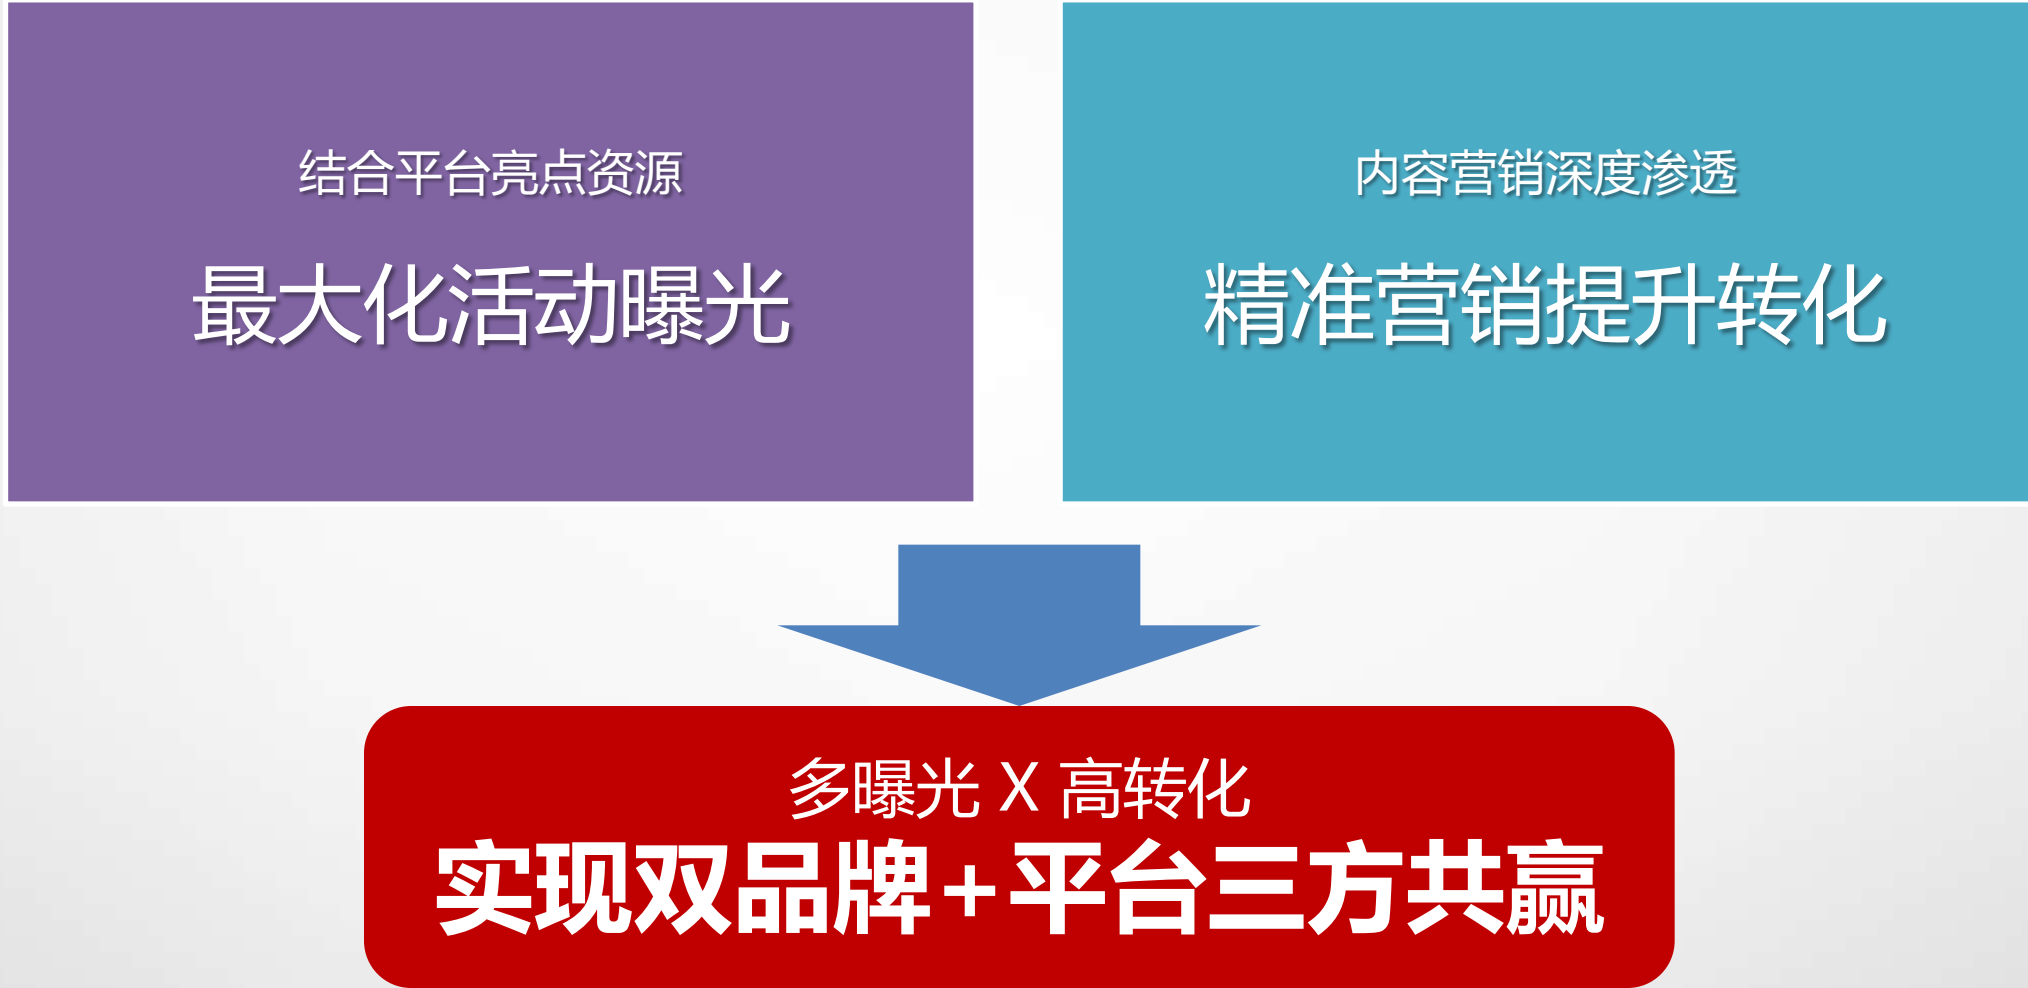 结合平台亮点资源
最大化活动曝光
内容营销深度渗透
精准营销提升转化
多曝光 X 高转化
实现双品牌+平台三方共赢